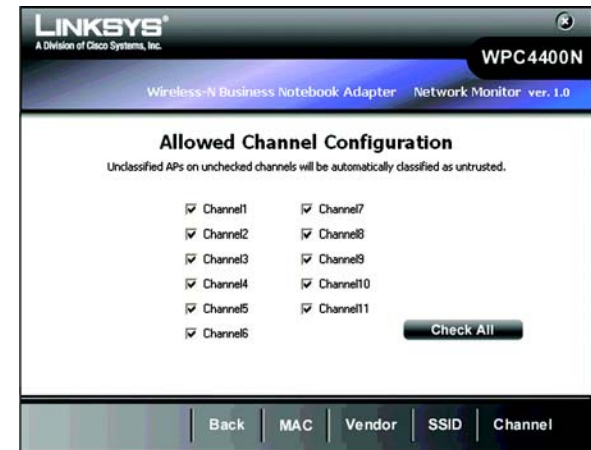 LINKSYS®
A Division of Cisco Systems, Inc.
WPC4400N
Wireless-N Business Notebook Adapter Network Monitor ver. 1.0
Allowed Channel Configuration
Unclassified APs on unchecked channels will be automatically classified as untrusted.
Channel1 Channel7
Channel2 Channel8
Channel3 Channel9
Channel4 Channel10
Channel5 Channel11
Channel6
Check All
Back MAC Vendor SSID Channel